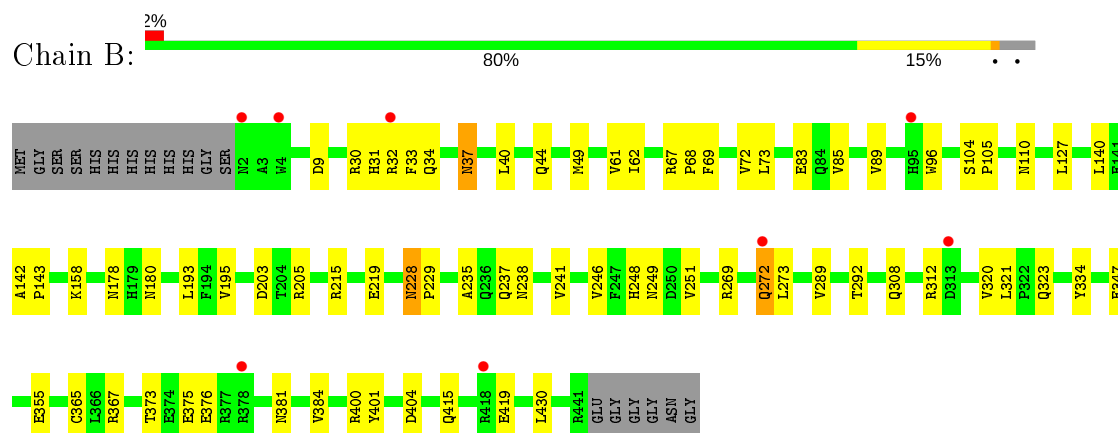 2%
Chain B:
80% 15%
MET GLY SER SER HIS HIS HIS HIS HIS HIS GLY SER N2 A3 W4 D9 R30 H31 R32 F33 Q34 N37 L40 Q44 M49 V61 I62 R67 P68 F69 V72 L73 E83 Q84 V85 V89 H95 W96 S104 P105 N110 L127 L140 E141
A142 P143 K158 N178 H179 N180 L193 F194 V195 D203 T204 R205 R215 E219 N228 P229 A235 Q236 Q237 N238 V241 V246 F247 H248 N249 D250 V251 R269 Q272 L273 V289 T292 Q308 R312 D313 V320 L321 P322 Q323 Y334
E355 C365 L366 R367 T373 E374 E375 E376 R377 R378 N381 V384 R400 Y401 D404 Q415 R418 E419 L430 R441 GLU GLY GLY GLY ASN GLY